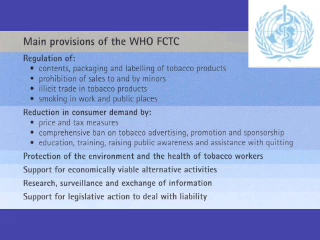 Main provisions of the WHO FCTC
Regulation of:
• contents, packaging and labelling of tobacco products
• prohibition of sales to and by minors
• illicit trade in tobacco products
• smoking in work and public places
Reduction in consumer demand by:
• price and tax measures
• comprehensive ban on tobacco advertising, promotion and sponsorship
• education, training, raising public awareness and assistance with quitting
Protection of the environment and the health of tobacco workers
Support for economically viable alternative activities
Research, surveillance and exchange of information
Support for legislative action to deal with liability